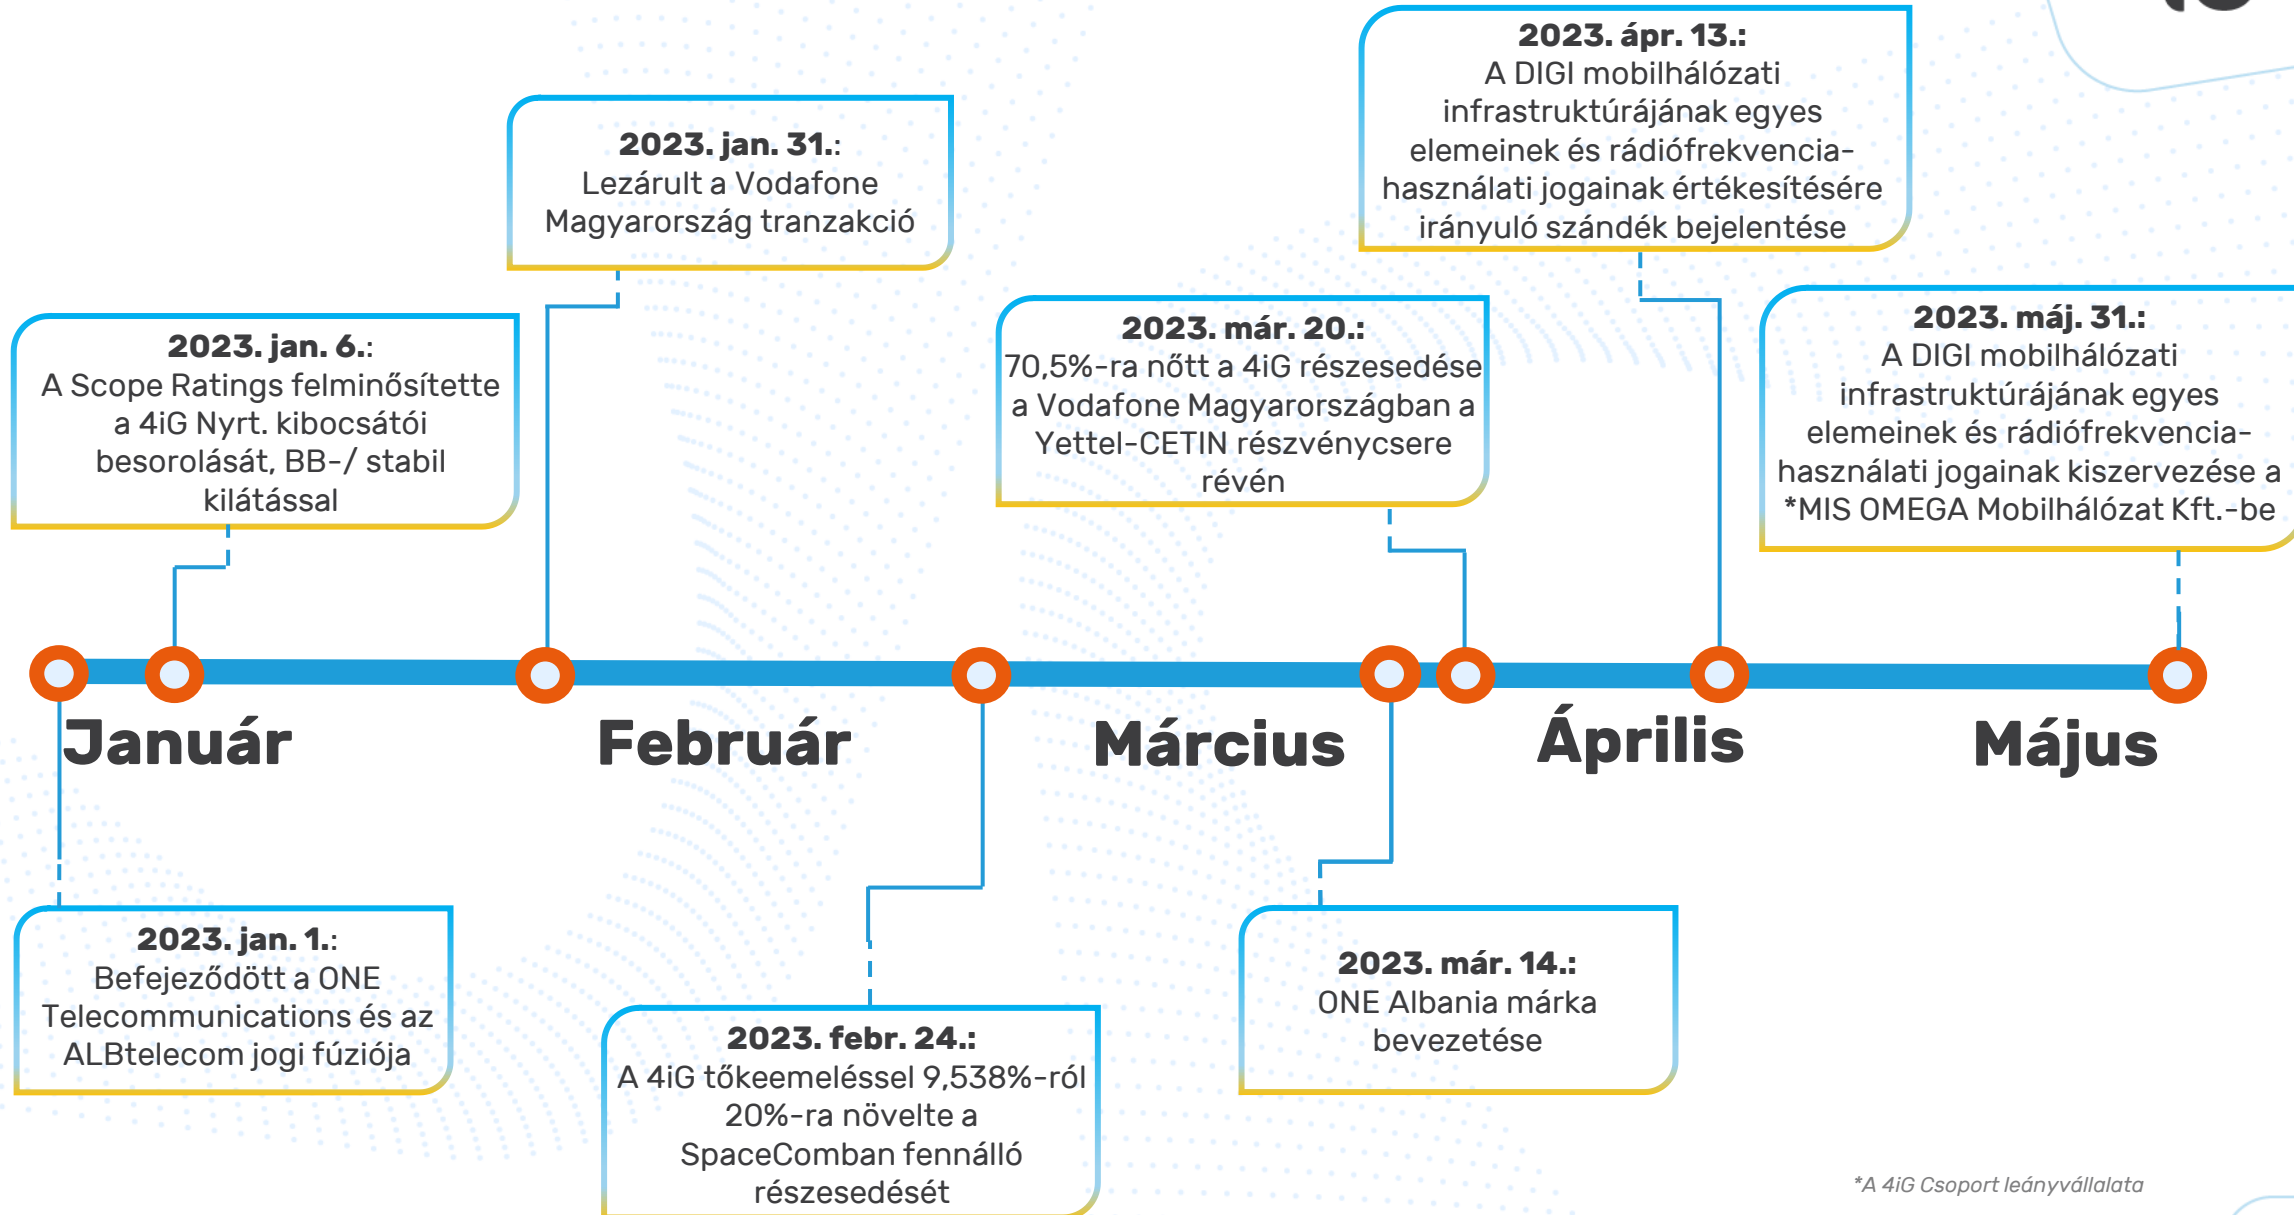 2023. ápr. 13.:
A DIGI mobilhálózati
infrastruktúrájának egyes
elemeinek és rádiófrekvencia-
használati jogainak értékesítésére
irányuló szándék bejelentése
2023. jan. 31.:
Lezárult a Vodafone
Magyarország tranzakció
2023. jan. 6.:
A Scope Ratings felminősítette
a 4iG Nyrt. kibocsátói
besorolását, BB-/ stabil
kilátással
2023. már. 20.:
70,5%-ra nőtt a 4iG részesedése
a Vodafone Magyarországban a
Yettel-CETIN részvénycsere
révén
2023. máj. 31.:
A DIGI mobilhálózati
infrastruktúrájának egyes
elemeinek és rádiófrekvencia-
használati jogainak kiszervezése a
*MIS OMEGA Mobilhálózat Kft.-be
Január
Február
Március
Április
Május
2023. jan. 1.:
Befejeződött a ONE
Telecommunications és az
ALBtelecom jogi fúziója
2023. febr. 24.:
A 4iG tőkeemeléssel 9,538%-ról
20%-ra növelte a
SpaceComban fennálló
részesedését
2023. már. 14.:
ONE Albania márka
bevezetése
*A 4iG Csoport leányvállalata